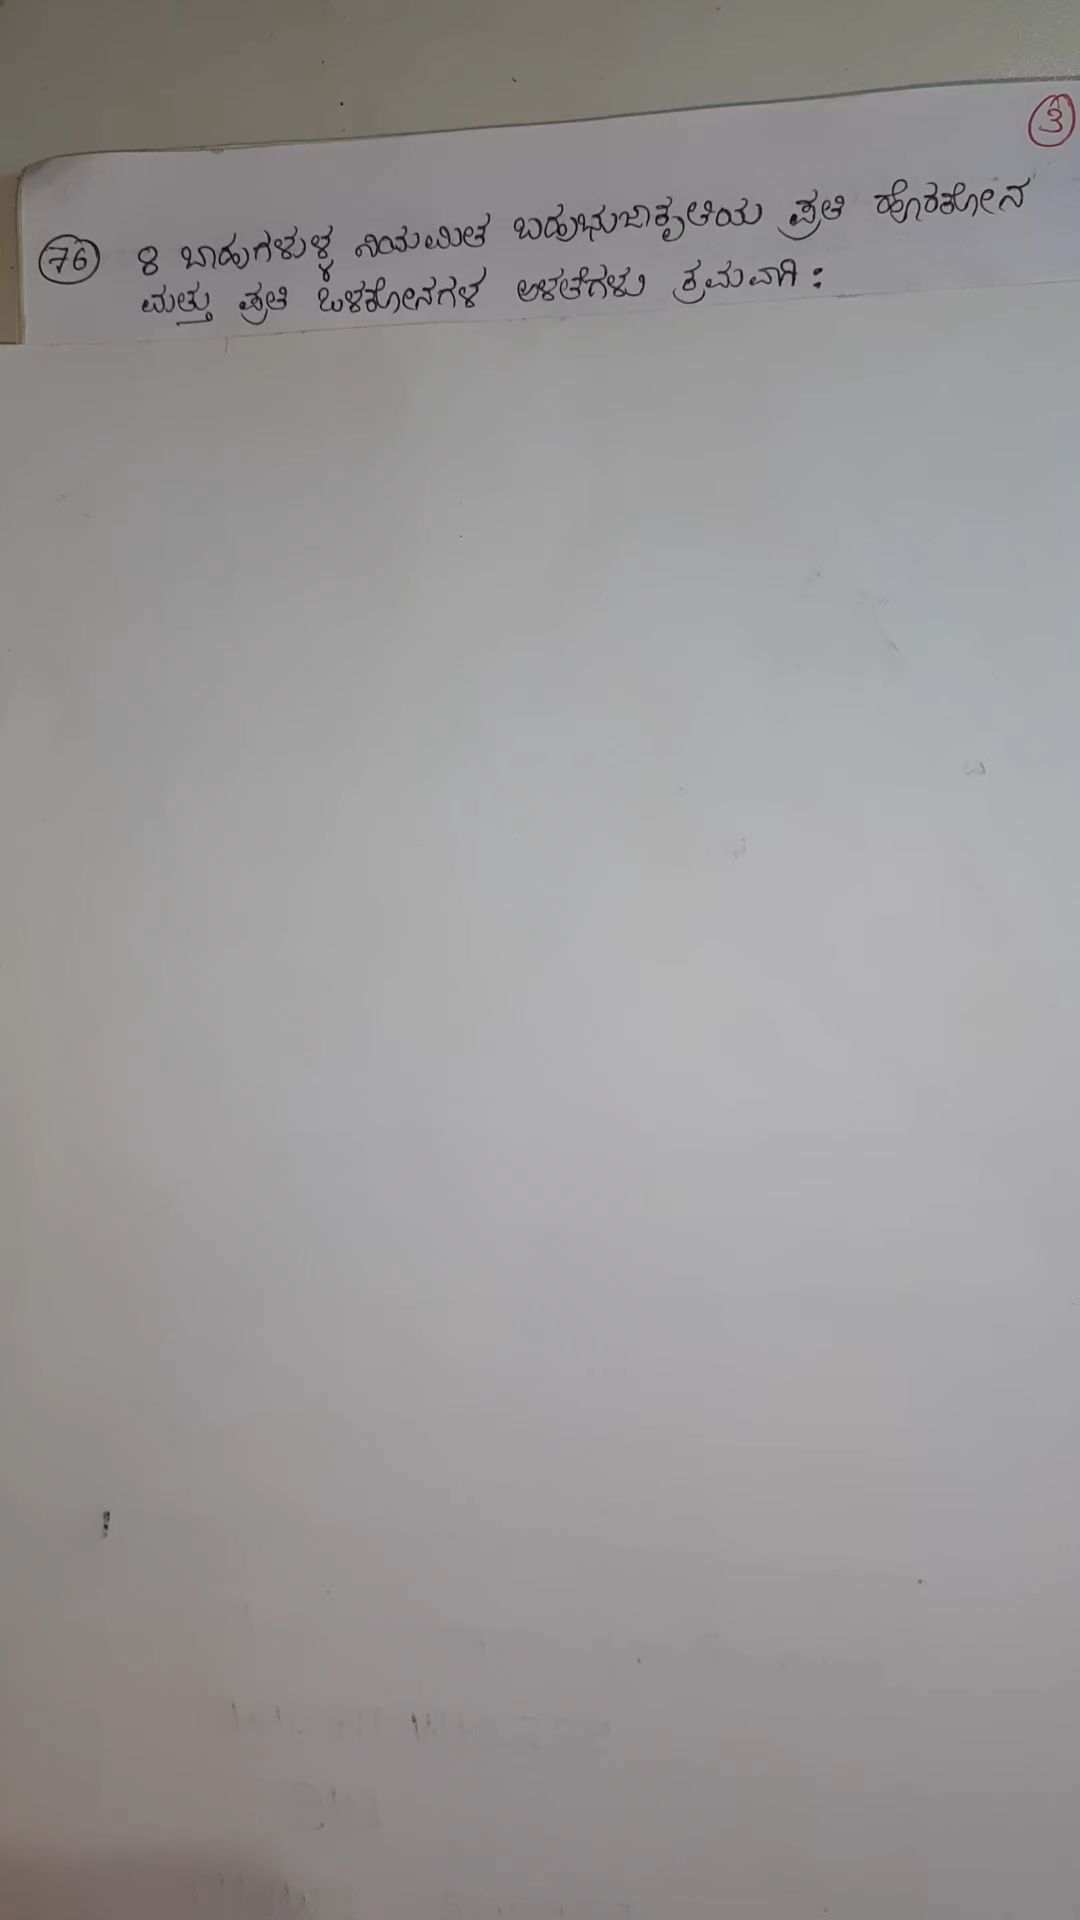 3
76 8 ಬಾಹುಗಳುಳ್ಳ ನಿಯಮಿತ ಬಹುಭುಜಾಕೃತಿಯ ಪ್ರತಿ ಹೊರಕೋನ
ಮತ್ತು ಪ್ರತಿ ಒಳಕೋನಗಳ ಅಳತೆಗಳು ಕ್ರಮವಾಗಿ :